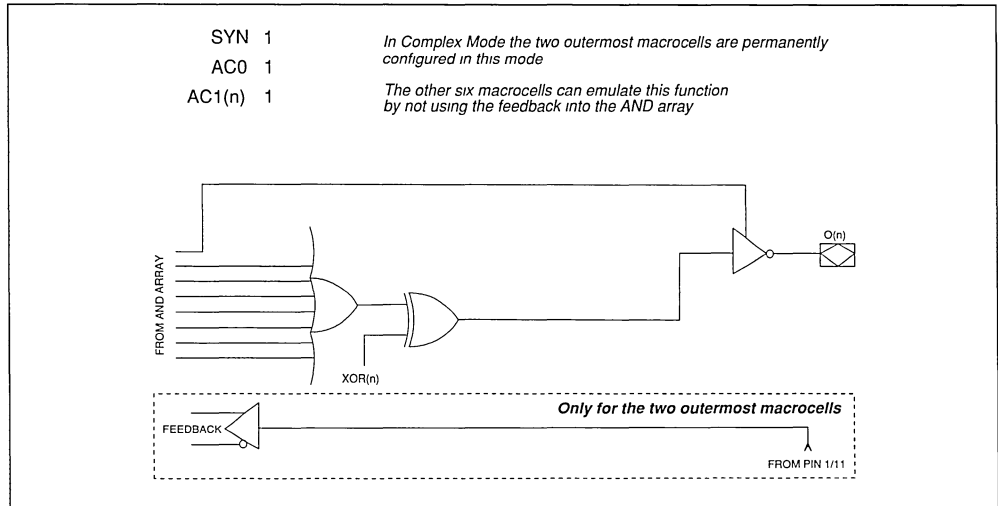 SYN 1
AC0 1
AC1(n) 1
In Complex Mode the two outermost macrocells are permanently
configured in this mode
The other six macrocells can emulate this function
by not using the feedback into the AND array
FROM AND ARRAY
O(n)
XOR(n)
Only for the two outermost macrocells
FEEDBACK
FROM PIN 1/11